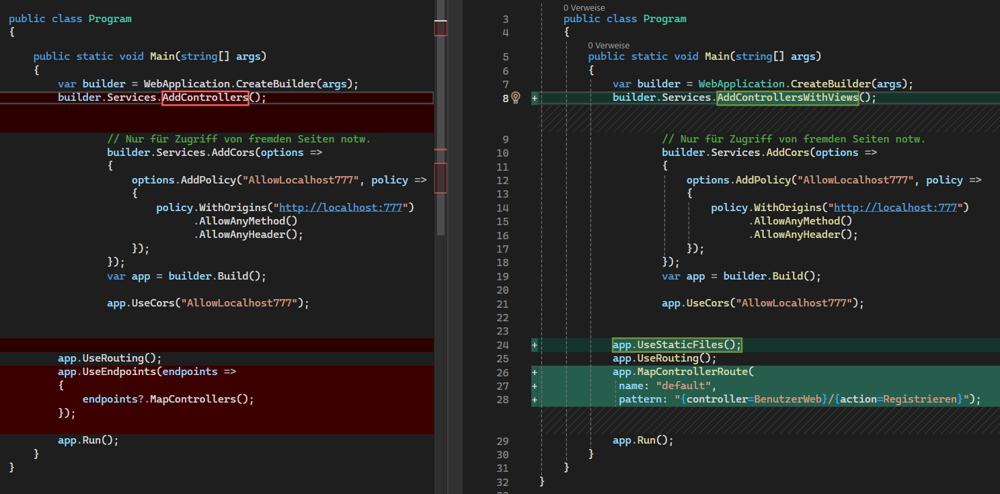 public class Program
{
    public static void Main(string[] args)
    {
        var builder = WebApplication.CreateBuilder(args);
        builder.Services.AddControllers();
                // Nur für Zugriff von fremden Seiten notw.
                builder.Services.AddCors(options =>
                {
                    options.AddPolicy("AllowLocalhost777", policy =>
                    {
                        policy.WithOrigins("http://localhost:777")
                              .AllowAnyMethod()
                              .AllowAnyHeader();
                    });
                });
                var app = builder.Build();
                app.UseCors("AllowLocalhost777");
        app.UseRouting();
        app.UseEndpoints(endpoints =>
        {
            endpoints?.MapControllers();
        });
        app.Run();
    }
}
0 Verweise
3 public class Program
4 {
0 Verweise
5     public static void Main(string[] args)
6     {
7         var builder = WebApplication.CreateBuilder(args);
8 +       builder.Services.AddControllersWithViews();
9                 // Nur für Zugriff von fremden Seiten notw.
10                builder.Services.AddCors(options =>
11                {
12                    options.AddPolicy("AllowLocalhost777", policy =>
13                    {
14                        policy.WithOrigins("http://localhost:777")
15                              .AllowAnyMethod()
16                              .AllowAnyHeader();
17                    });
18                });
19                var app = builder.Build();
20
21                app.UseCors("AllowLocalhost777");
22
23
24 +      app.UseStaticFiles();
25        app.UseRouting();
26 +      app.MapControllerRoute(
27 +       name: "default",
28 +       pattern: "{controller=BenutzerWeb}/{action=Registrieren}");
29        app.Run();
30    }
31 }
32 }